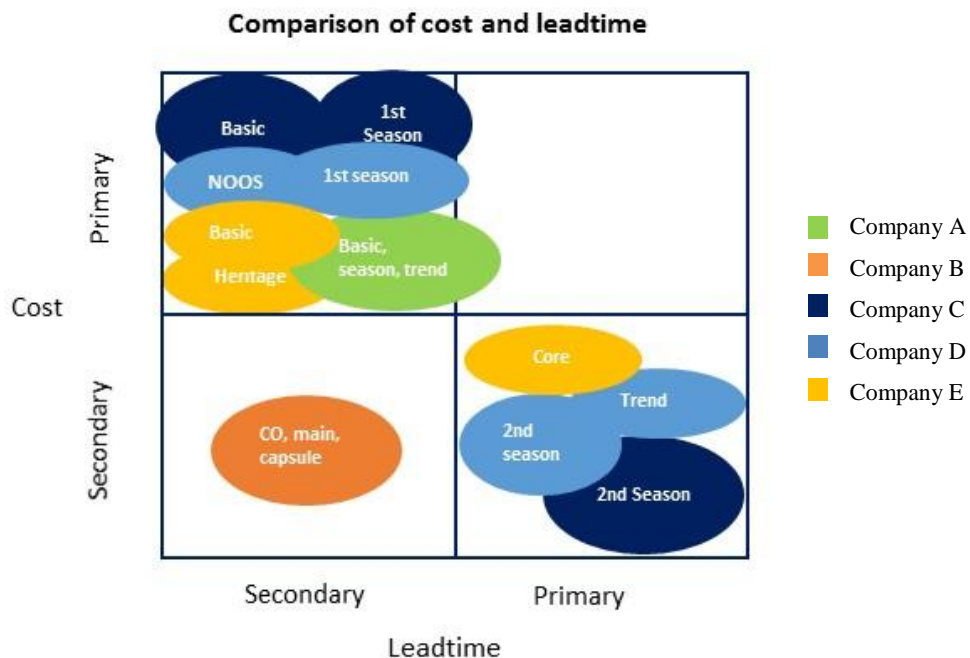 Comparison of cost and leadtime
Basic
1st
Season
NOOS
1st season
Basic
Heritage
Basic,
season, trend
Primary
Cost
Secondary
Core
Trend
2nd
season
2nd Season
CO, main,
capsule
Secondary
Primary
Leadtime
Company A
Company B
Company C
Company D
Company E